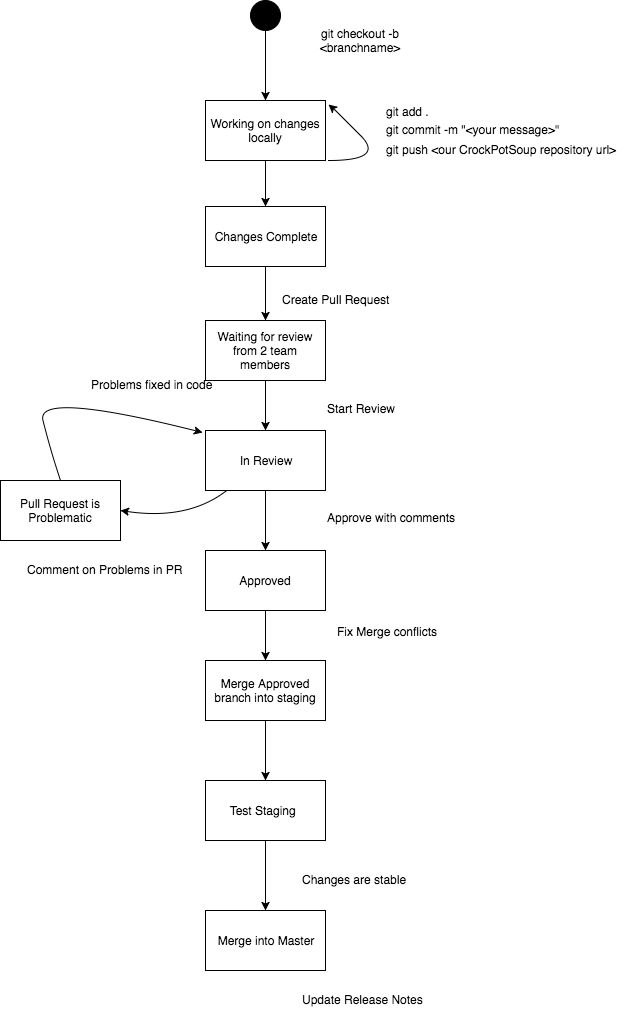 git checkout -b
<branchname>
Working on changes
locally
git add .
git commit -m "<your message>"
git push <our CrockPotSoup repository url>
Changes Complete
Create Pull Request
Waiting for review
from 2 team
members
Problems fixed in code
Start Review
In Review
Pull Request is
Problematic
Approve with comments
Comment on Problems in PR
Approved
Fix Merge conflicts
Merge Approved
branch into staging
Test Staging
Changes are stable
Merge into Master
Update Release Notes